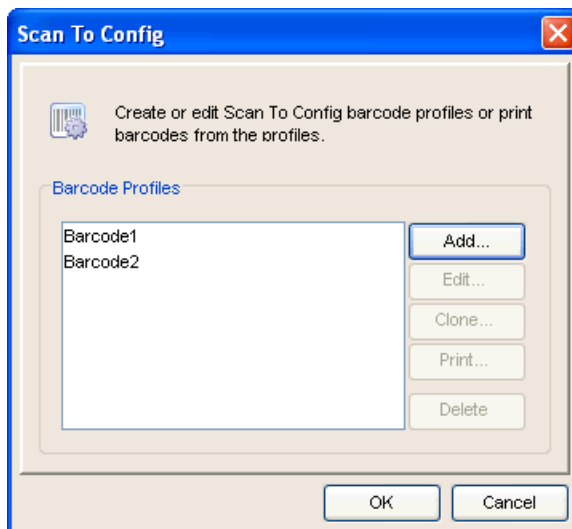 Scan To Config
Create or edit Scan To Config barcode profiles or print
barcodes from the profiles.
Barcode Profiles
Barcode1
Barcode2
Add...
Edit...
Clone...
Print...
Delete
OK
Cancel